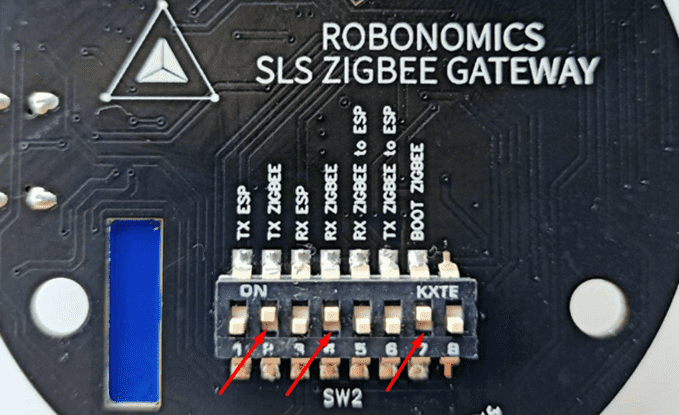 ROBONOMICS
SLS ZIGBEE GATEWAY
TX ESP
TX ZIGBEE
RX ESP
RX ZIGBEE
RX ZIGBEE to ESP
TX ZIGBEE to ESP
BOOT ZIGBEE
ON KXTE
1 2 3 4 5 6 7 8
SW2